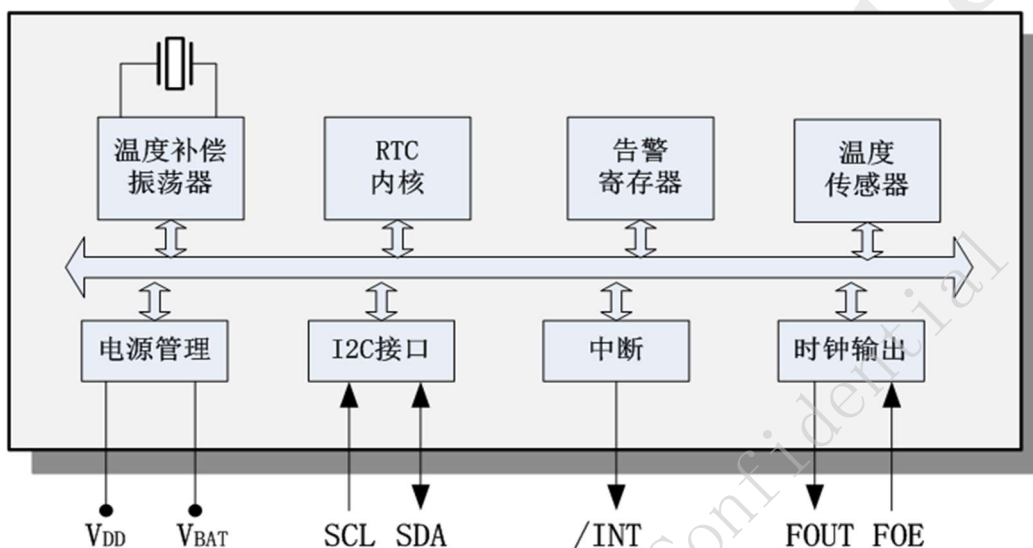 温度补偿
振荡器
RTC
内核
告警
寄存器
温度
传感器
电源管理
I2C接口
中断
时钟输出
VDD VBAT SCL SDA /INT FOUT FOE
Confidential